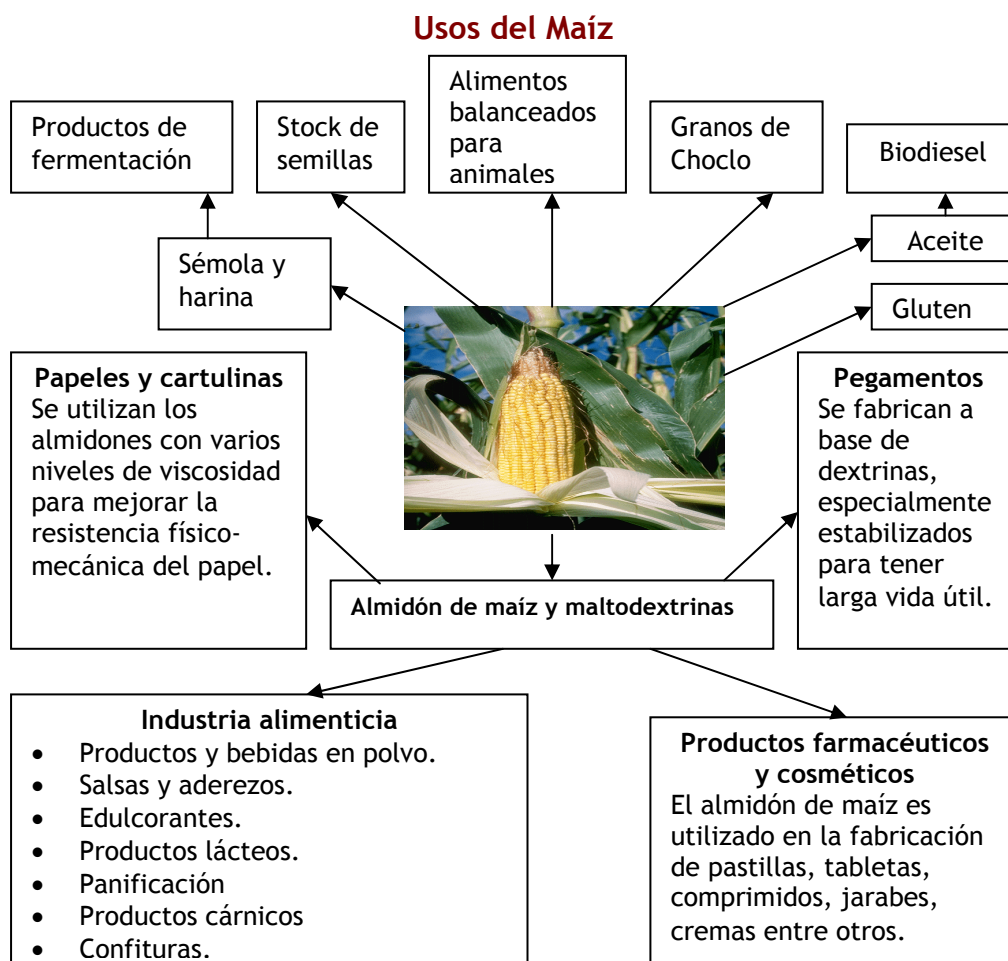 Usos del Maíz
Productos de
fermentación
Stock de
semillas
Alimentos
balanceados
para
animales
Granos de
Choclo
Biodiesel
Sémola y
harina
Aceite
Gluten
Papeles y cartulinas
Se utilizan los
almidones con varios
niveles de viscosidad
para mejorar la
resistencia físico-
mecánica del papel.
Pegamentos
Se fabrican a
base de
dextrinas,
especialmente
estabilizados
para tener
larga vida útil.
Almidón de maíz y maltodextrinas
Industria alimenticia
• Productos y bebidas en polvo.
• Salsas y aderezos.
• Edulcorantes.
• Productos lácteos.
• Panificación
• Productos cárnicos
• Confituras.
Productos farmacéuticos
y cosméticos
El almidón de maíz es
utilizado en la fabricación
de pastillas, tabletas,
comprimidos, jarabes,
cremas entre otros.